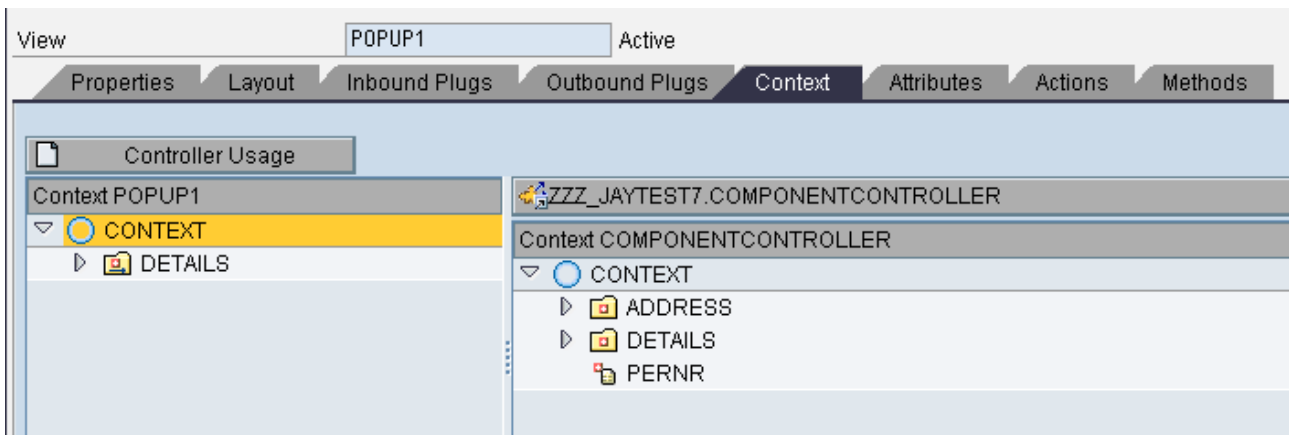 View POPUP1 Active
Properties Layout Inbound Plugs Outbound Plugs Context Attributes Actions Methods
Controller Usage
Context POPUP1
CONTEXT
DETAILS
ZZZ_JAYTEST7.COMPONENTCONTROLLER
Context COMPONENTCONTROLLER
CONTEXT
ADDRESS
DETAILS
PERNR